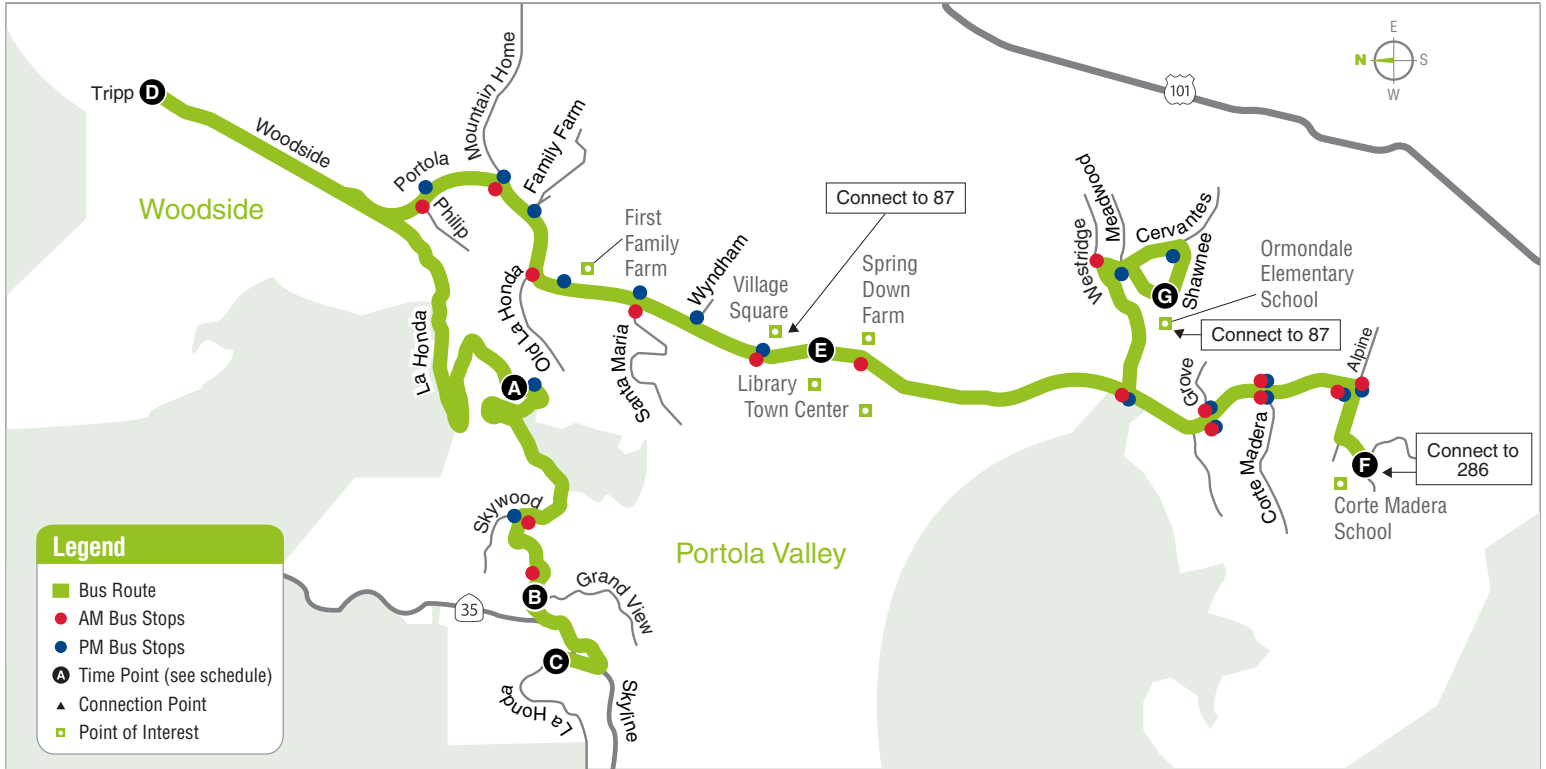 E
N
S
W
101
Tripp
D
Woodside
Portola
Mountain Home
Family Farm
Philip
Woodside
First
Family
Farm
Connect to 87
Meadwood
Westridge
Cervantes
Shawnee
G
Ormondale
Elementary
School
Connect to 87
Village
Square
Wyndham
Spring
Down
Farm
E
Library
Town Center
La Honda
Old La Honda
Santa Maria
A
Grove
Corte Madera
Alpine
F
Connect to
286
Corte Madera
School
Skywood
Portola Valley
B
Grand View
35
C
La Honda
Skyline
Legend
Bus Route
AM Bus Stops
PM Bus Stops
A Time Point (see schedule)
Connection Point
Point of Interest